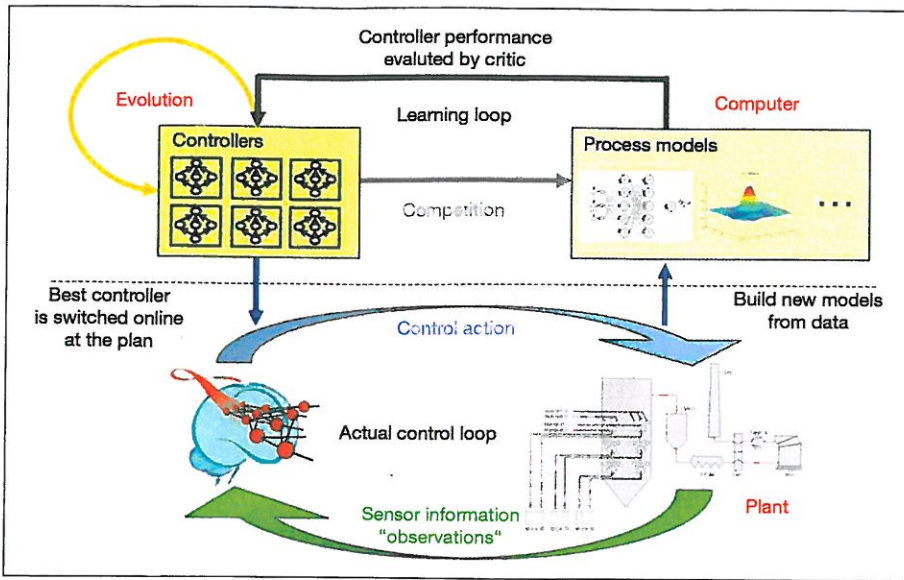 Controller performance
evaluted by critic
Evolution
Learning loop
Computer
Controllers
Process models
Competition
Best controller
is switched online
at the plan
Build new models
from data
Control action
Actual control loop
Sensor information
"observations"
Plant